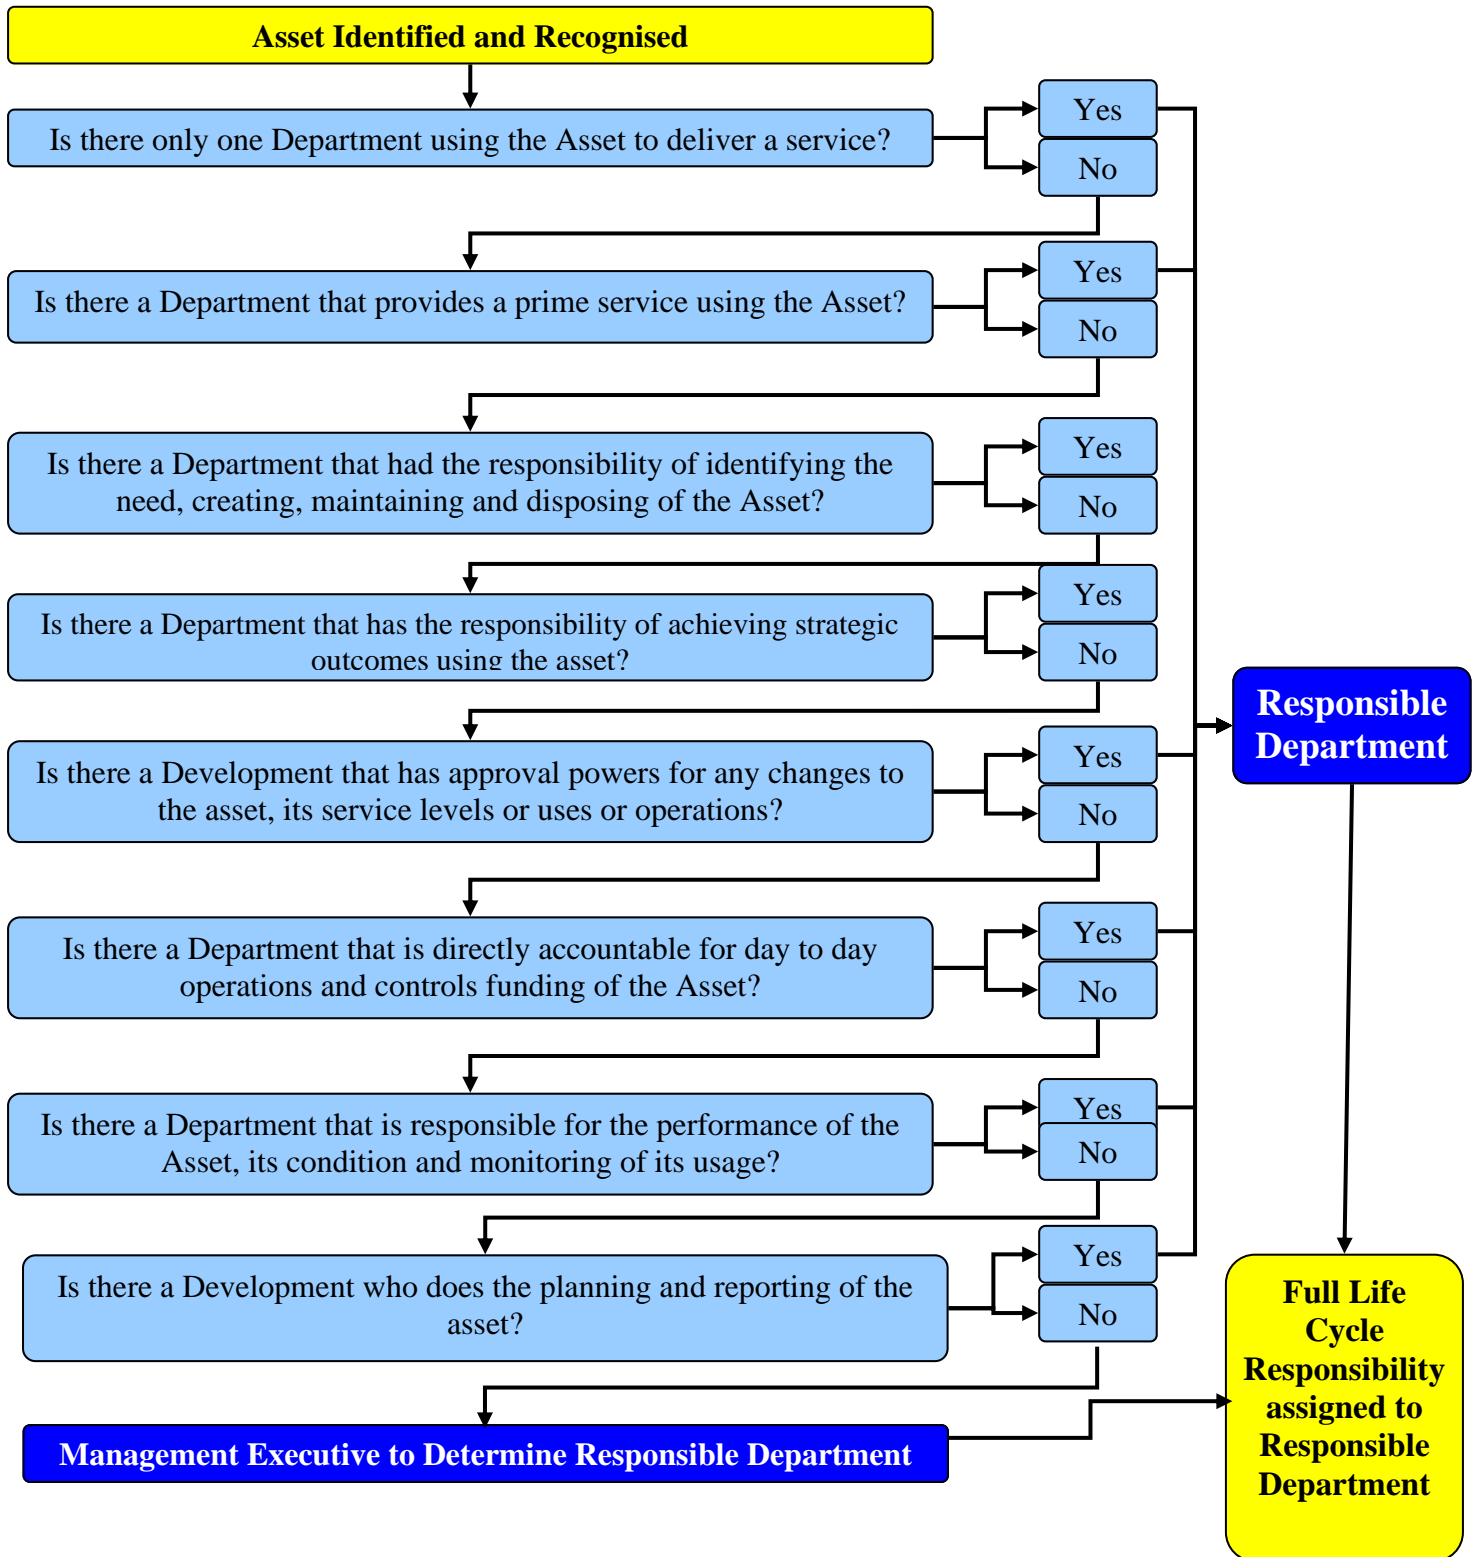 Asset Identified and Recognised
Is there only one Department using the Asset to deliver a service?
Yes
No
Is there a Department that provides a prime service using the Asset?
Yes
No
Is there a Department that had the responsibility of identifying the
need, creating, maintaining and disposing of the Asset?
Yes
No
Is there a Department that has the responsibility of achieving strategic
outcomes using the asset?
Yes
No
Is there a Development that has approval powers for any changes to
the asset, its service levels or uses or operations?
Yes
No
Is there a Department that is directly accountable for day to day
operations and controls funding of the Asset?
Yes
No
Is there a Department that is responsible for the performance of the
Asset, its condition and monitoring of its usage?
Yes
No
Is there a Development who does the planning and reporting of the
asset?
Yes
No
Management Executive to Determine Responsible Department
Responsible
Department
Full Life
Cycle
Responsibility
assigned to
Responsible
Department